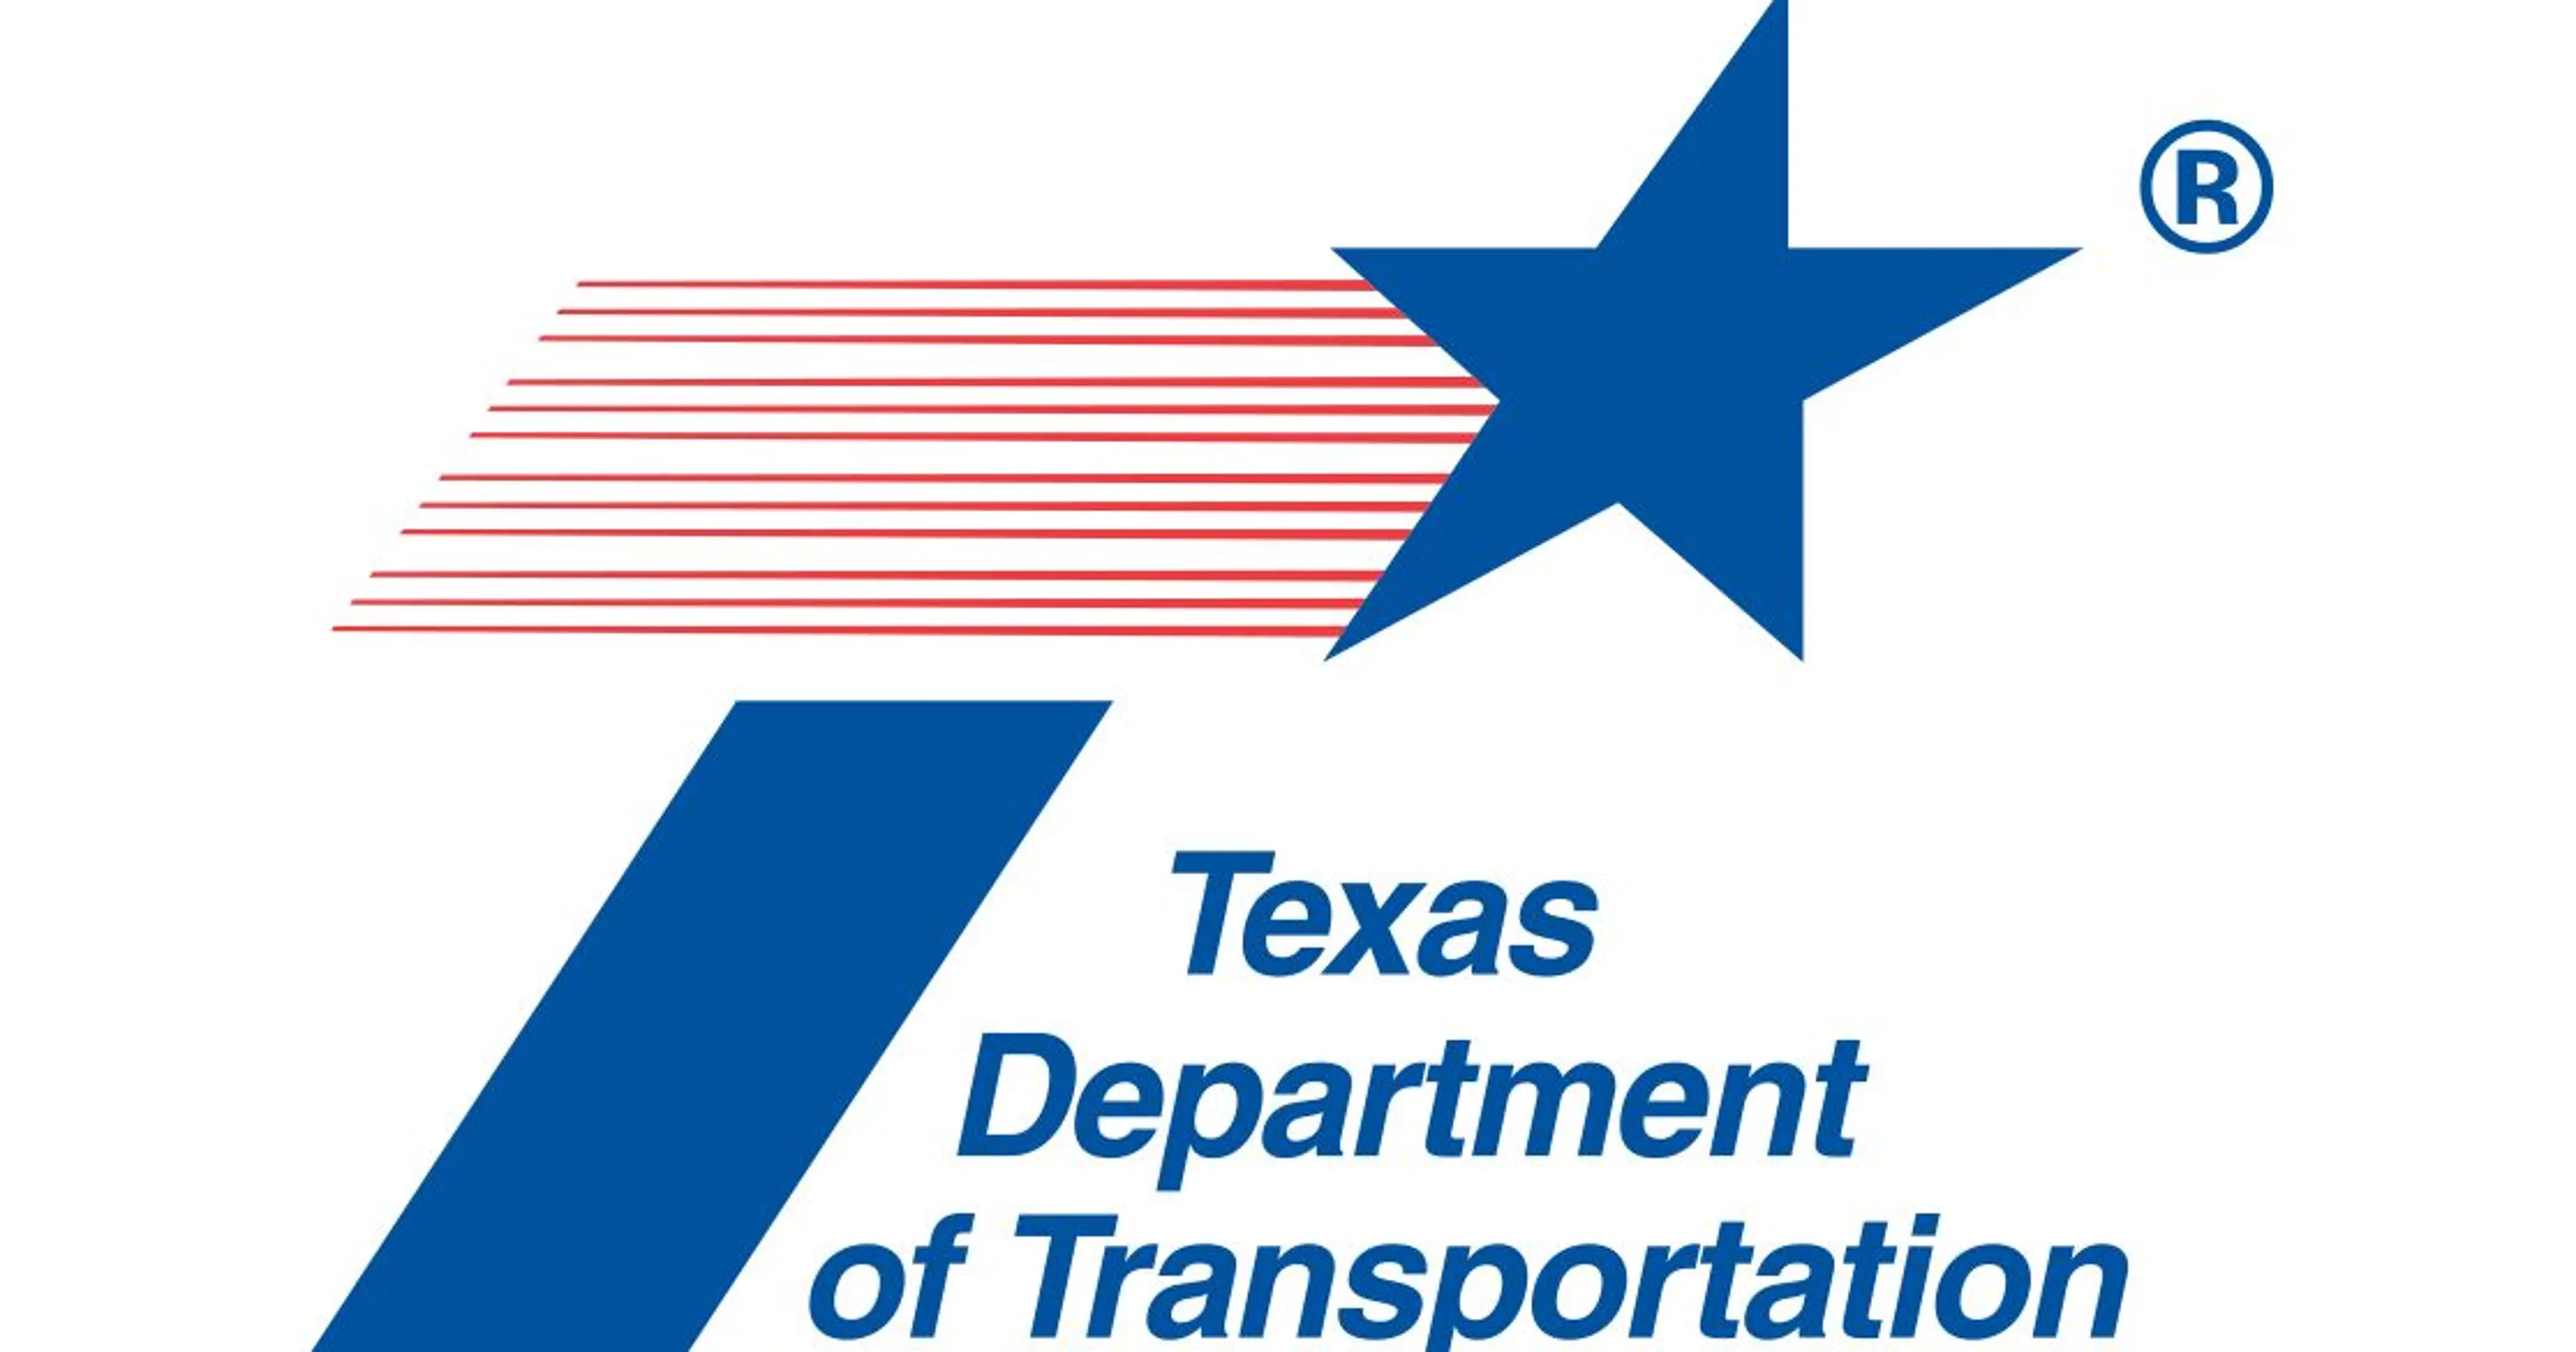 ®
Texas
Department
of Transportation